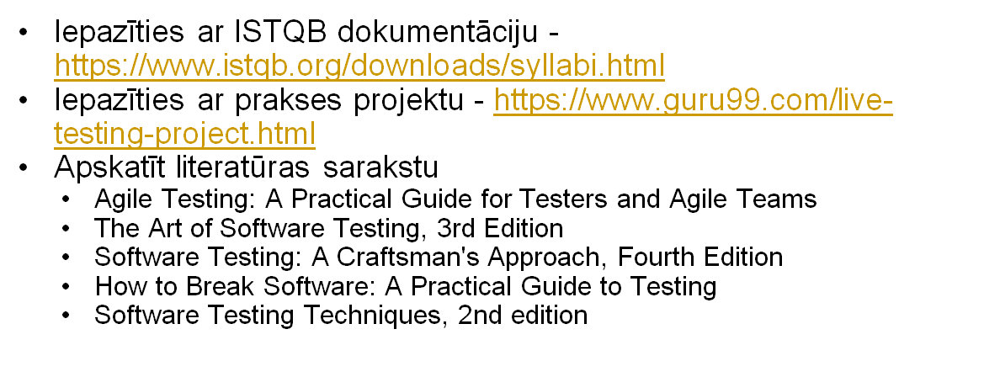 • Iepazīties ar ISTQB dokumentāciju -
https://www.istqb.org/downloads/syllabi.html
• Iepazīties ar prakses projektu - https://www.guru99.com/live-
testing-project.html
• Apskatīt literatūras sarakstu
• Agile Testing: A Practical Guide for Testers and Agile Teams
• The Art of Software Testing, 3rd Edition
• Software Testing: A Craftsman's Approach, Fourth Edition
• How to Break Software: A Practical Guide to Testing
• Software Testing Techniques, 2nd edition